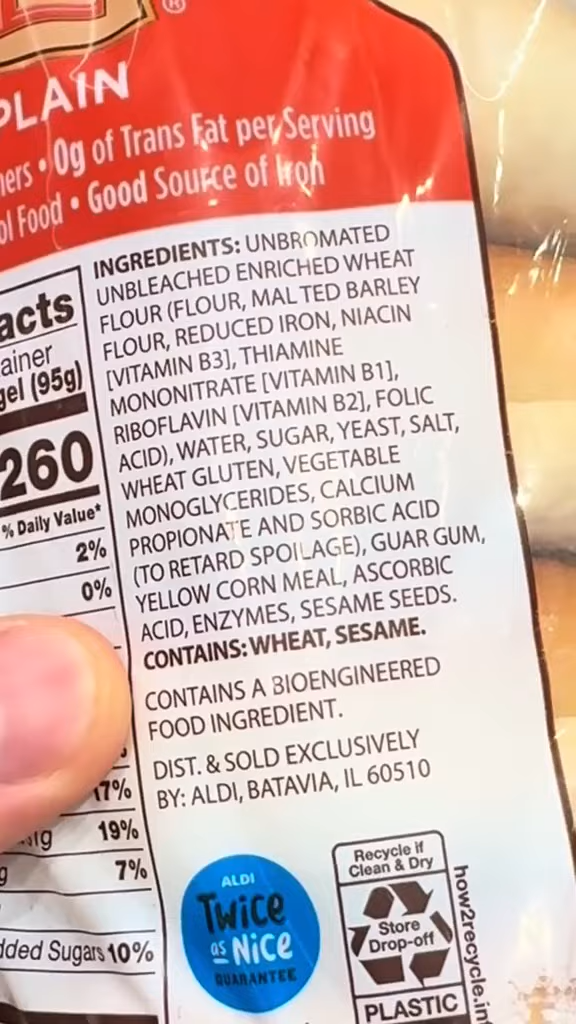 ®
PLAIN
• 0g of Trans Fat per Serving
Food • Good Source of Iron
INGREDIENTS: UNBROMATED
UNBLEACHED ENRICHED WHEAT
FLOUR (FLOUR, MALTED BARLEY
FLOUR, REDUCED IRON, NIACIN
[VITAMIN B3], THIAMINE
MONONITRATE [VITAMIN B1],
RIBOFLAVIN [VITAMIN B2], FOLIC
ACID), WATER, SUGAR, YEAST, SALT,
WHEAT GLUTEN, VEGETABLE
MONOGLYCERIDES, CALCIUM
PROPIONATE AND SORBIC ACID
(TO RETARD SPOILAGE), GUAR GUM,
YELLOW CORN MEAL, ASCORBIC
ACID, ENZYMES, SESAME SEEDS.
CONTAINS: WHEAT, SESAME.
CONTAINS A BIOENGINEERED
FOOD INGREDIENT.
DIST. & SOLD EXCLUSIVELY
BY: ALDI, BATAVIA, IL 60510
acts
ainer
gel (95g)
260
% Daily Value*
2%
0%
17%
19%
7%
dded Sugars 10%
ALDI
Twice
as Nice
GUARANTEE
Recycle if
Clean & Dry
Store
Drop-off
PLASTIC
how2recycle.in